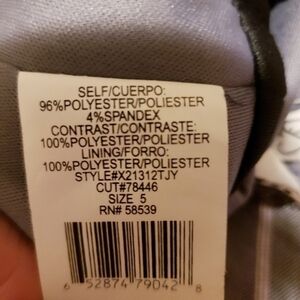 SELF/CUERPO:
96%POLYESTER/POLIESTER
4%SPANDEX
CONTRAST/CONTRASTE:
100%POLYESTER/POLIESTER
LINING/FORRO:
100%POLYESTER/POLIESTER
STYLE#X21312TJY
CUT#78446
SIZE 5
RN# 58539
6 52874 79042 8